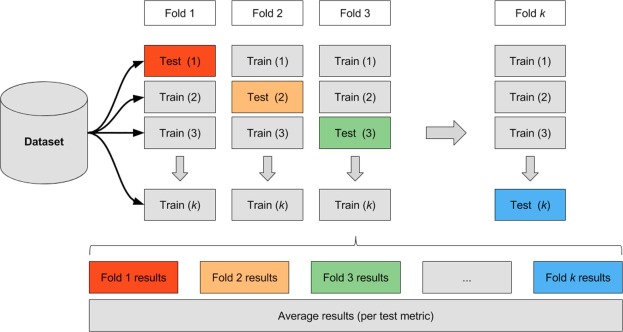 Fold 1 Fold 2 Fold 3 Fold k
Test (1) Train (1) Train (1) Train (1)
Train (2) Test (2) Train (2) Train (2)
Dataset
Train (3) Train (3) Test (3) Train (3)
Train (k) Train (k) Train (k) Test (k)
Fold 1 results Fold 2 results Fold 3 results ... Fold k results
Average results (per test metric)